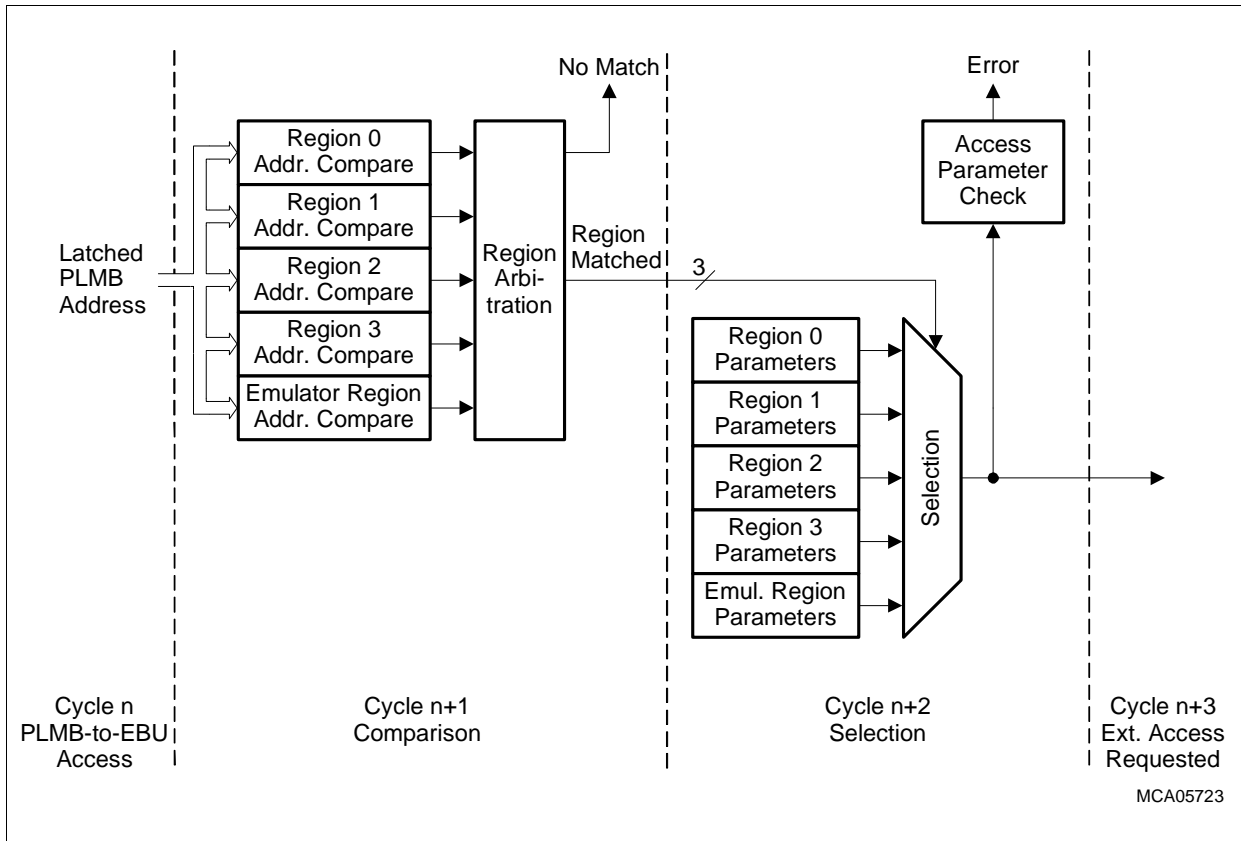 No Match
Error
Region 0
Addr. Compare
Region 1
Addr. Compare
Region 2
Addr. Compare
Region 3
Addr. Compare
Emulator Region
Addr. Compare
Latched
PLMB
Address
Region
Arbi-
tration
Region
Matched
3
Access
Parameter
Check
Region 0
Parameters
Region 1
Parameters
Region 2
Parameters
Region 3
Parameters
Emul. Region
Parameters
Selection
Cycle n
PLMB-to-EBU
Access
Cycle n+1
Comparison
Cycle n+2
Selection
Cycle n+3
Ext. Access
Requested
MCA05723